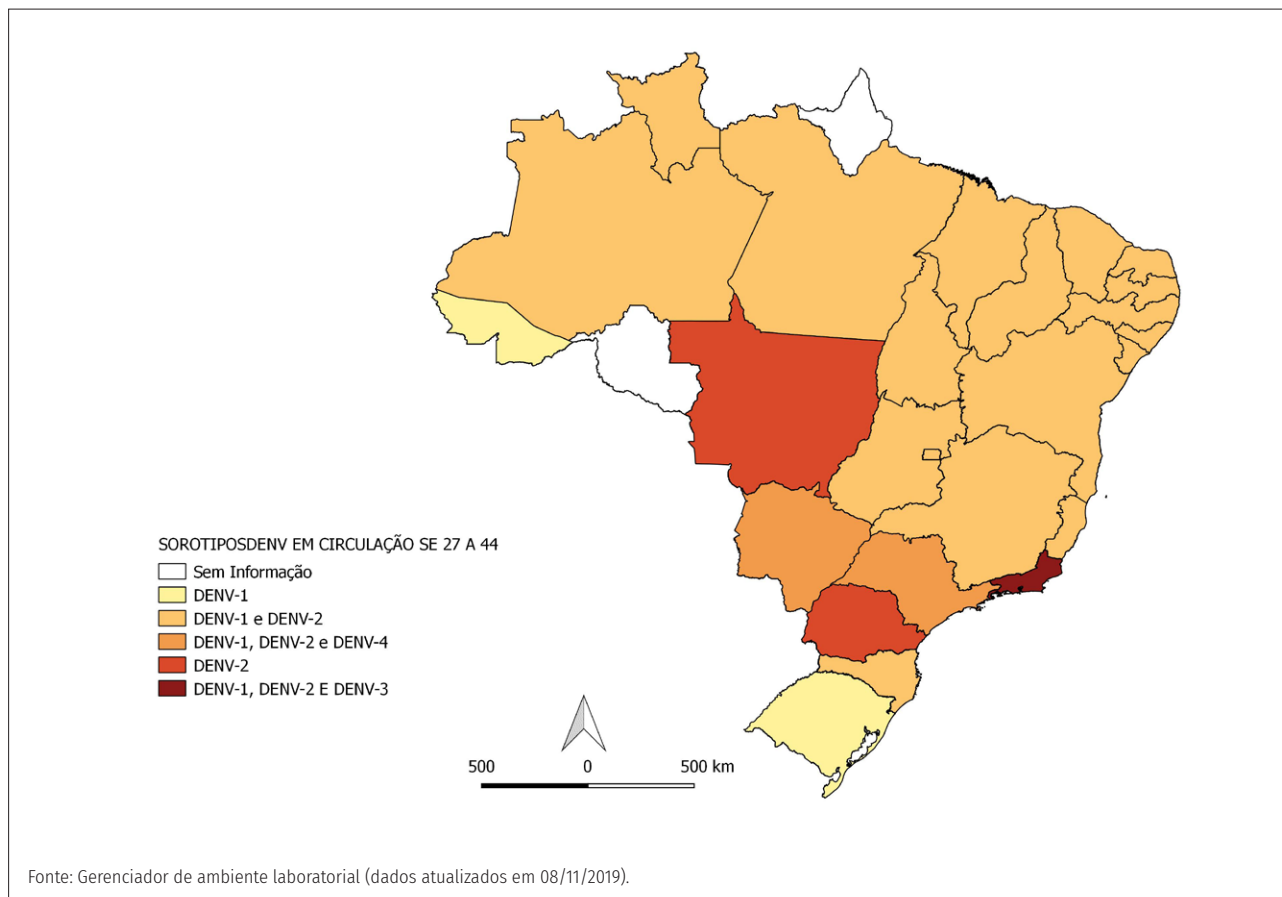 SOROTIPOSDENV EM CIRCULAÇÃO SE 27 A 44
Sem Informação
DENV-1
DENV-1 e DENV-2
DENV-1, DENV-2 e DENV-4
DENV-2
DENV-1, DENV-2 E DENV-3
500 0 500 km
Fonte: Gerenciador de ambiente laboratorial (dados atualizados em 08/11/2019).